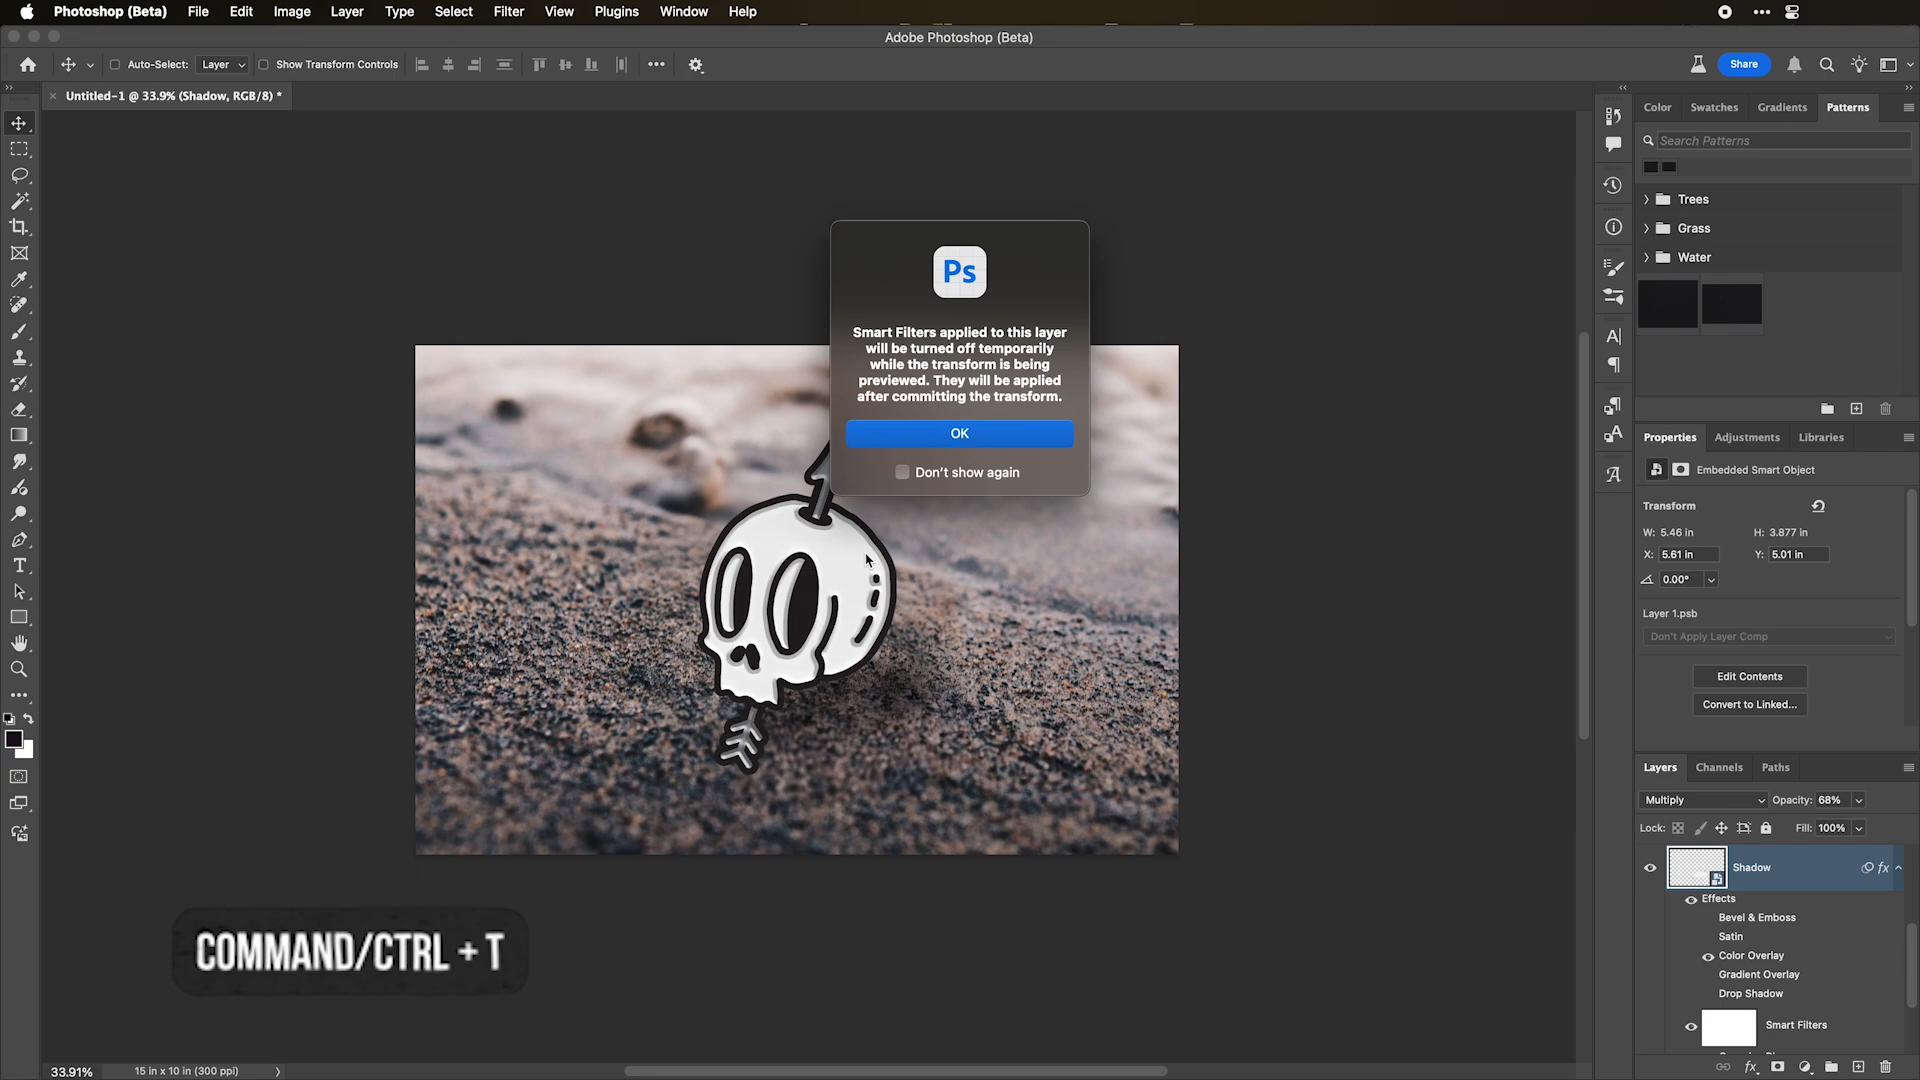 Photoshop (Beta) File Edit Image Layer Type Select Filter View Plugins Window Help
Adobe Photoshop (Beta)
Auto-Select: Layer Show Transform Controls Share
Untitled-1 @ 33.9% (Shadow, RGB/8) *
Color Swatches Gradients Patterns
Search Patterns
Trees
Grass
Water
Ps
Smart Filters applied to this layer
will be turned off temporarily
while the transform is being
previewed. They will be applied
after committing the transform.
OK
Don't show again
Properties Adjustments Libraries
Embedded Smart Object
Transform
W: 5.46 in H: 3.877 in
X: 5.61 in Y: 5.01 in
0.00°
Layer 1.psb
Don't Apply Layer Comp
Edit Contents
Convert to Linked...
Layers Channels Paths
Multiply Opacity: 68%
Lock: Fill: 100%
Shadow fx
Effects
Bevel & Emboss
Satin
Color Overlay
Gradient Overlay
Drop Shadow
Smart Filters
COMMAND/CTRL + T
33.91% 15 in x 10 in (300 ppi)